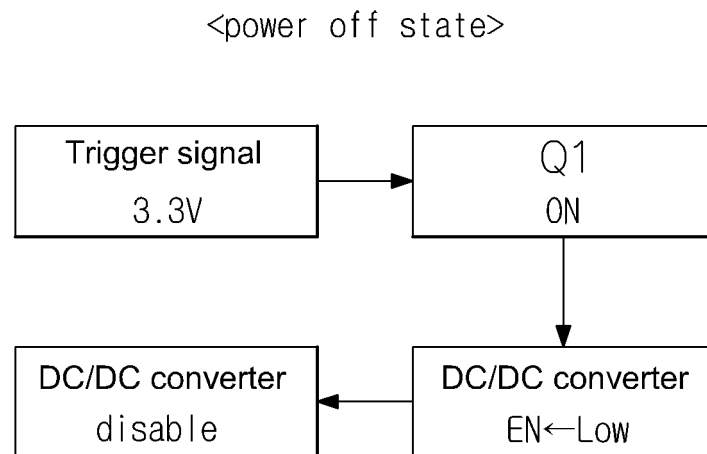 <power off state>
Trigger signal
3.3V
Q1
ON
DC/DC converter
EN←Low
DC/DC converter
disable